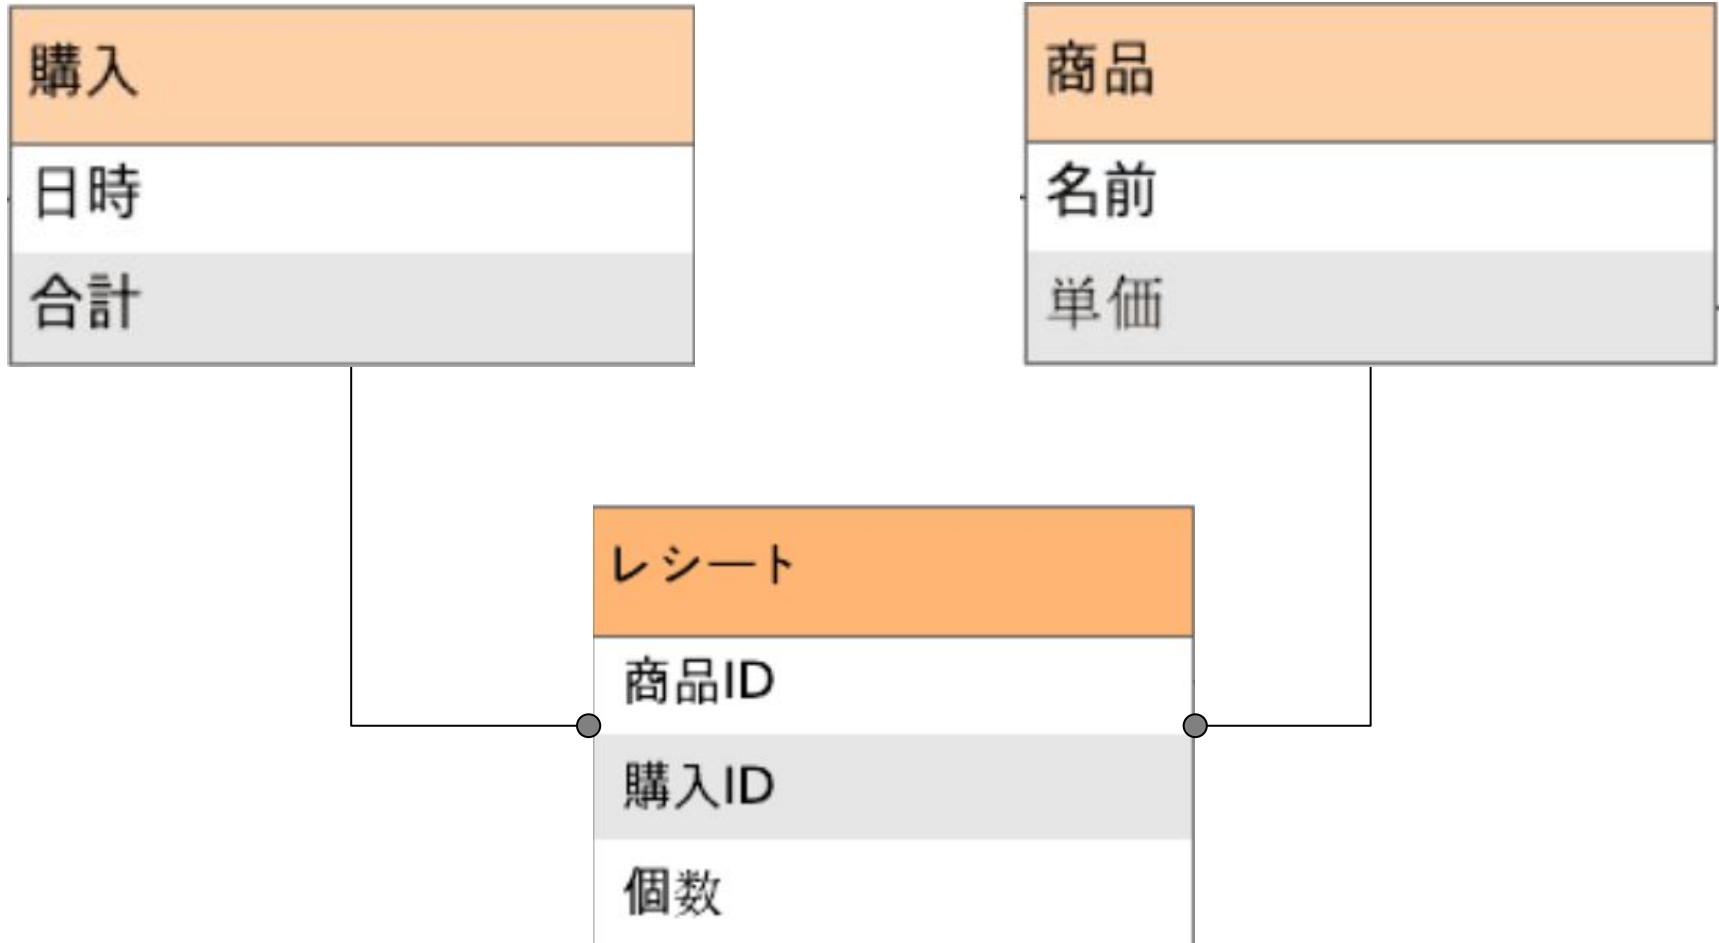 購入
日時
合計
商品
名前
単価
レシート
商品ID
購入ID
個数